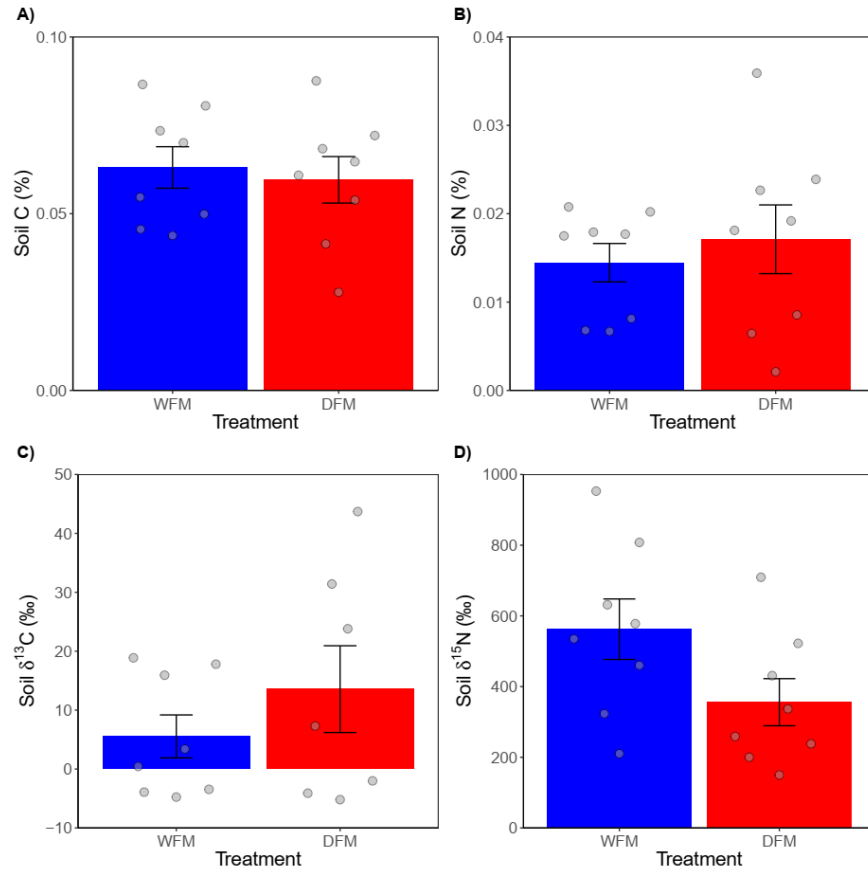 A)
Soil C (%)
0.10
0.05
0.00
WFM
DFM
Treatment
B)
Soil N (%)
0.04
0.03
0.02
0.01
0.00
WFM
DFM
Treatment
C)
Soil δ¹³C (‰)
50
40
30
20
10
0
−10
WFM
DFM
Treatment
D)
Soil δ¹⁵N (‰)
1000
800
600
400
200
0
WFM
DFM
Treatment